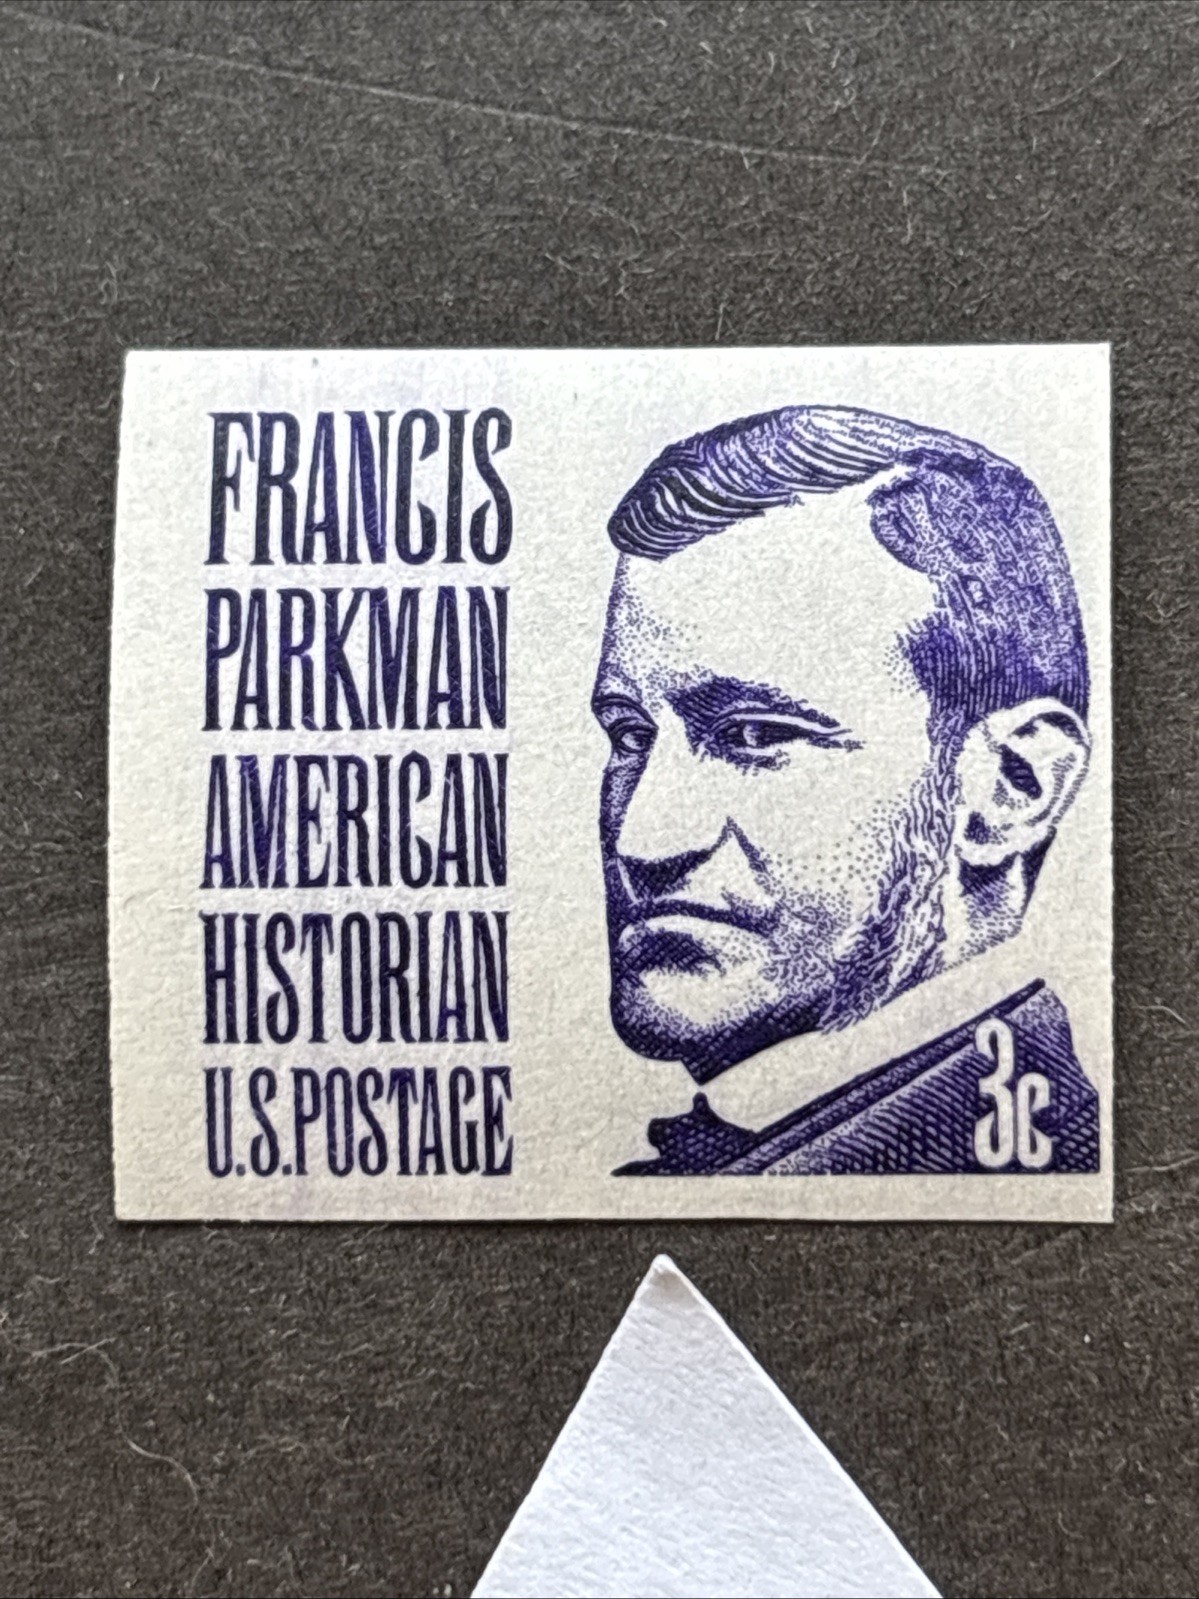 FRANCIS
PARKMAN
AMERICAN
HISTORIAN
U.S.POSTAGE
3c